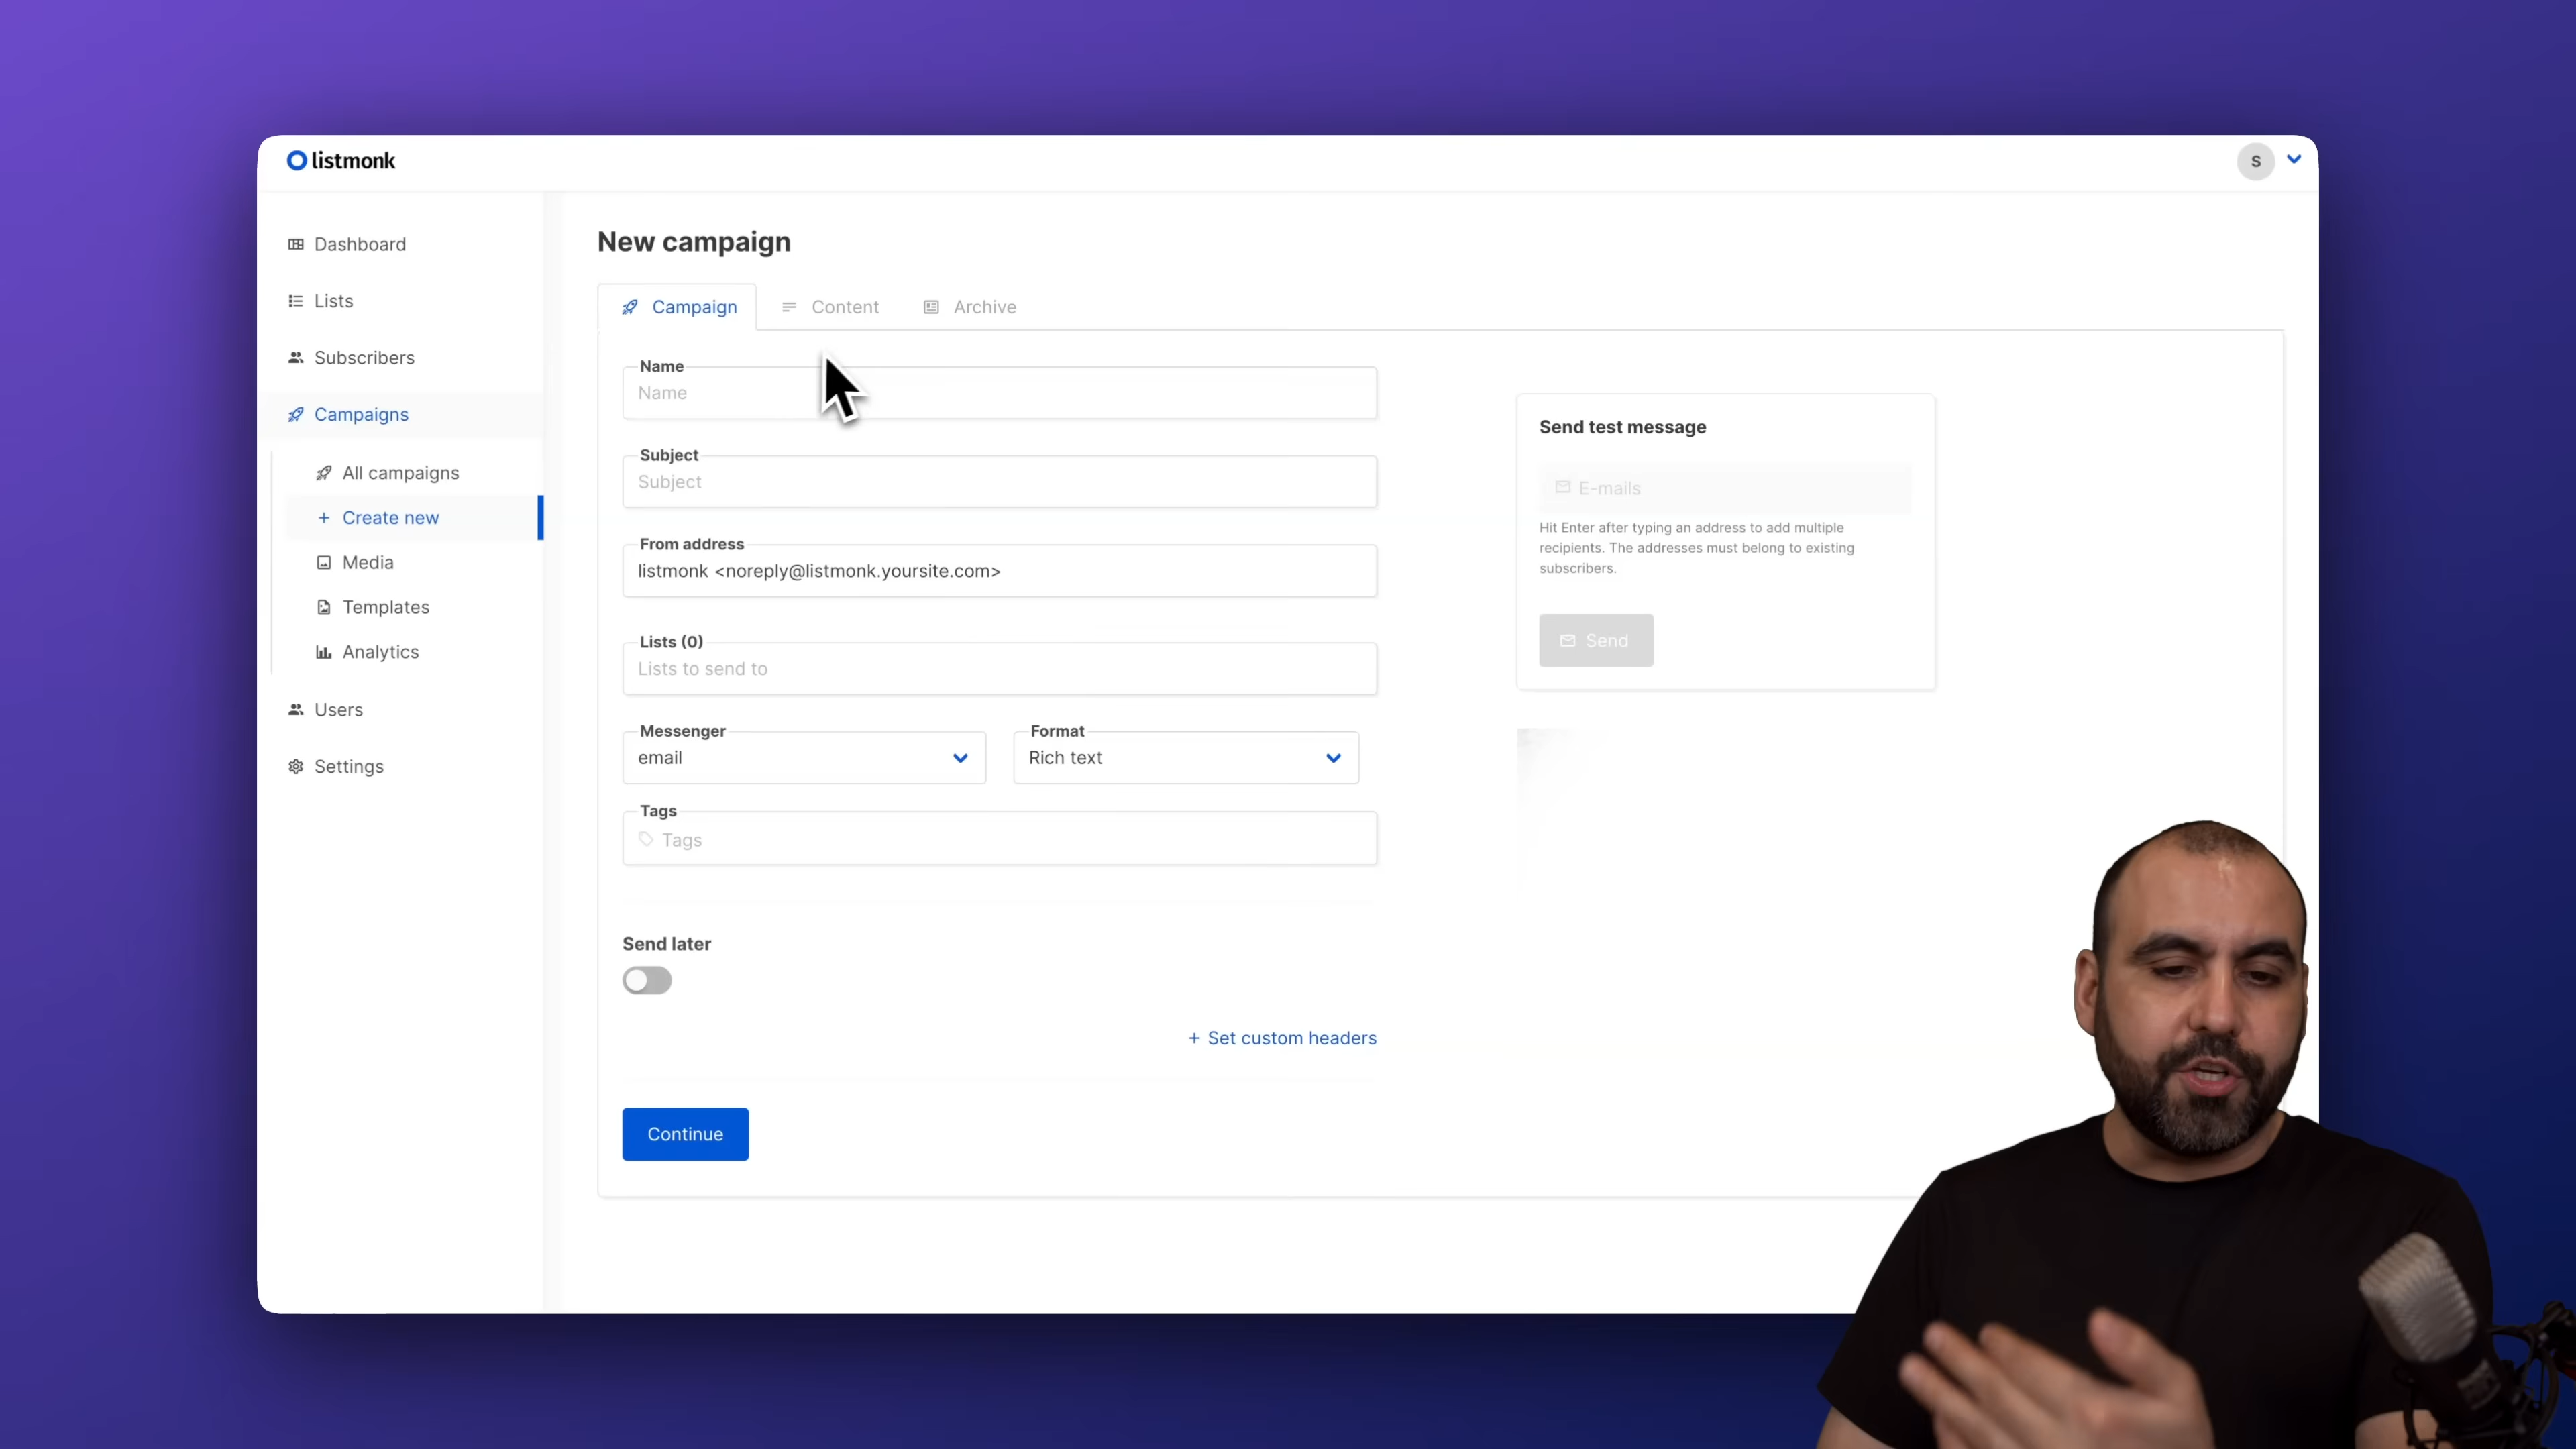 listmonk
S
Dashboard
Lists
Subscribers
Campaigns
All campaigns
+ Create new
Media
Templates
Analytics
Users
Settings
New campaign
Campaign
Content
Archive
Name
Name
Subject
Subject
From address
listmonk <noreply@listmonk.yoursite.com>
Lists (0)
Lists to send to
Messenger
email
Format
Rich text
Tags
Tags
Send later
+ Set custom headers
Continue
Send test message
E-mails
Hit Enter after typing an address to add multiple
recipients. The addresses must belong to existing
subscribers.
Send